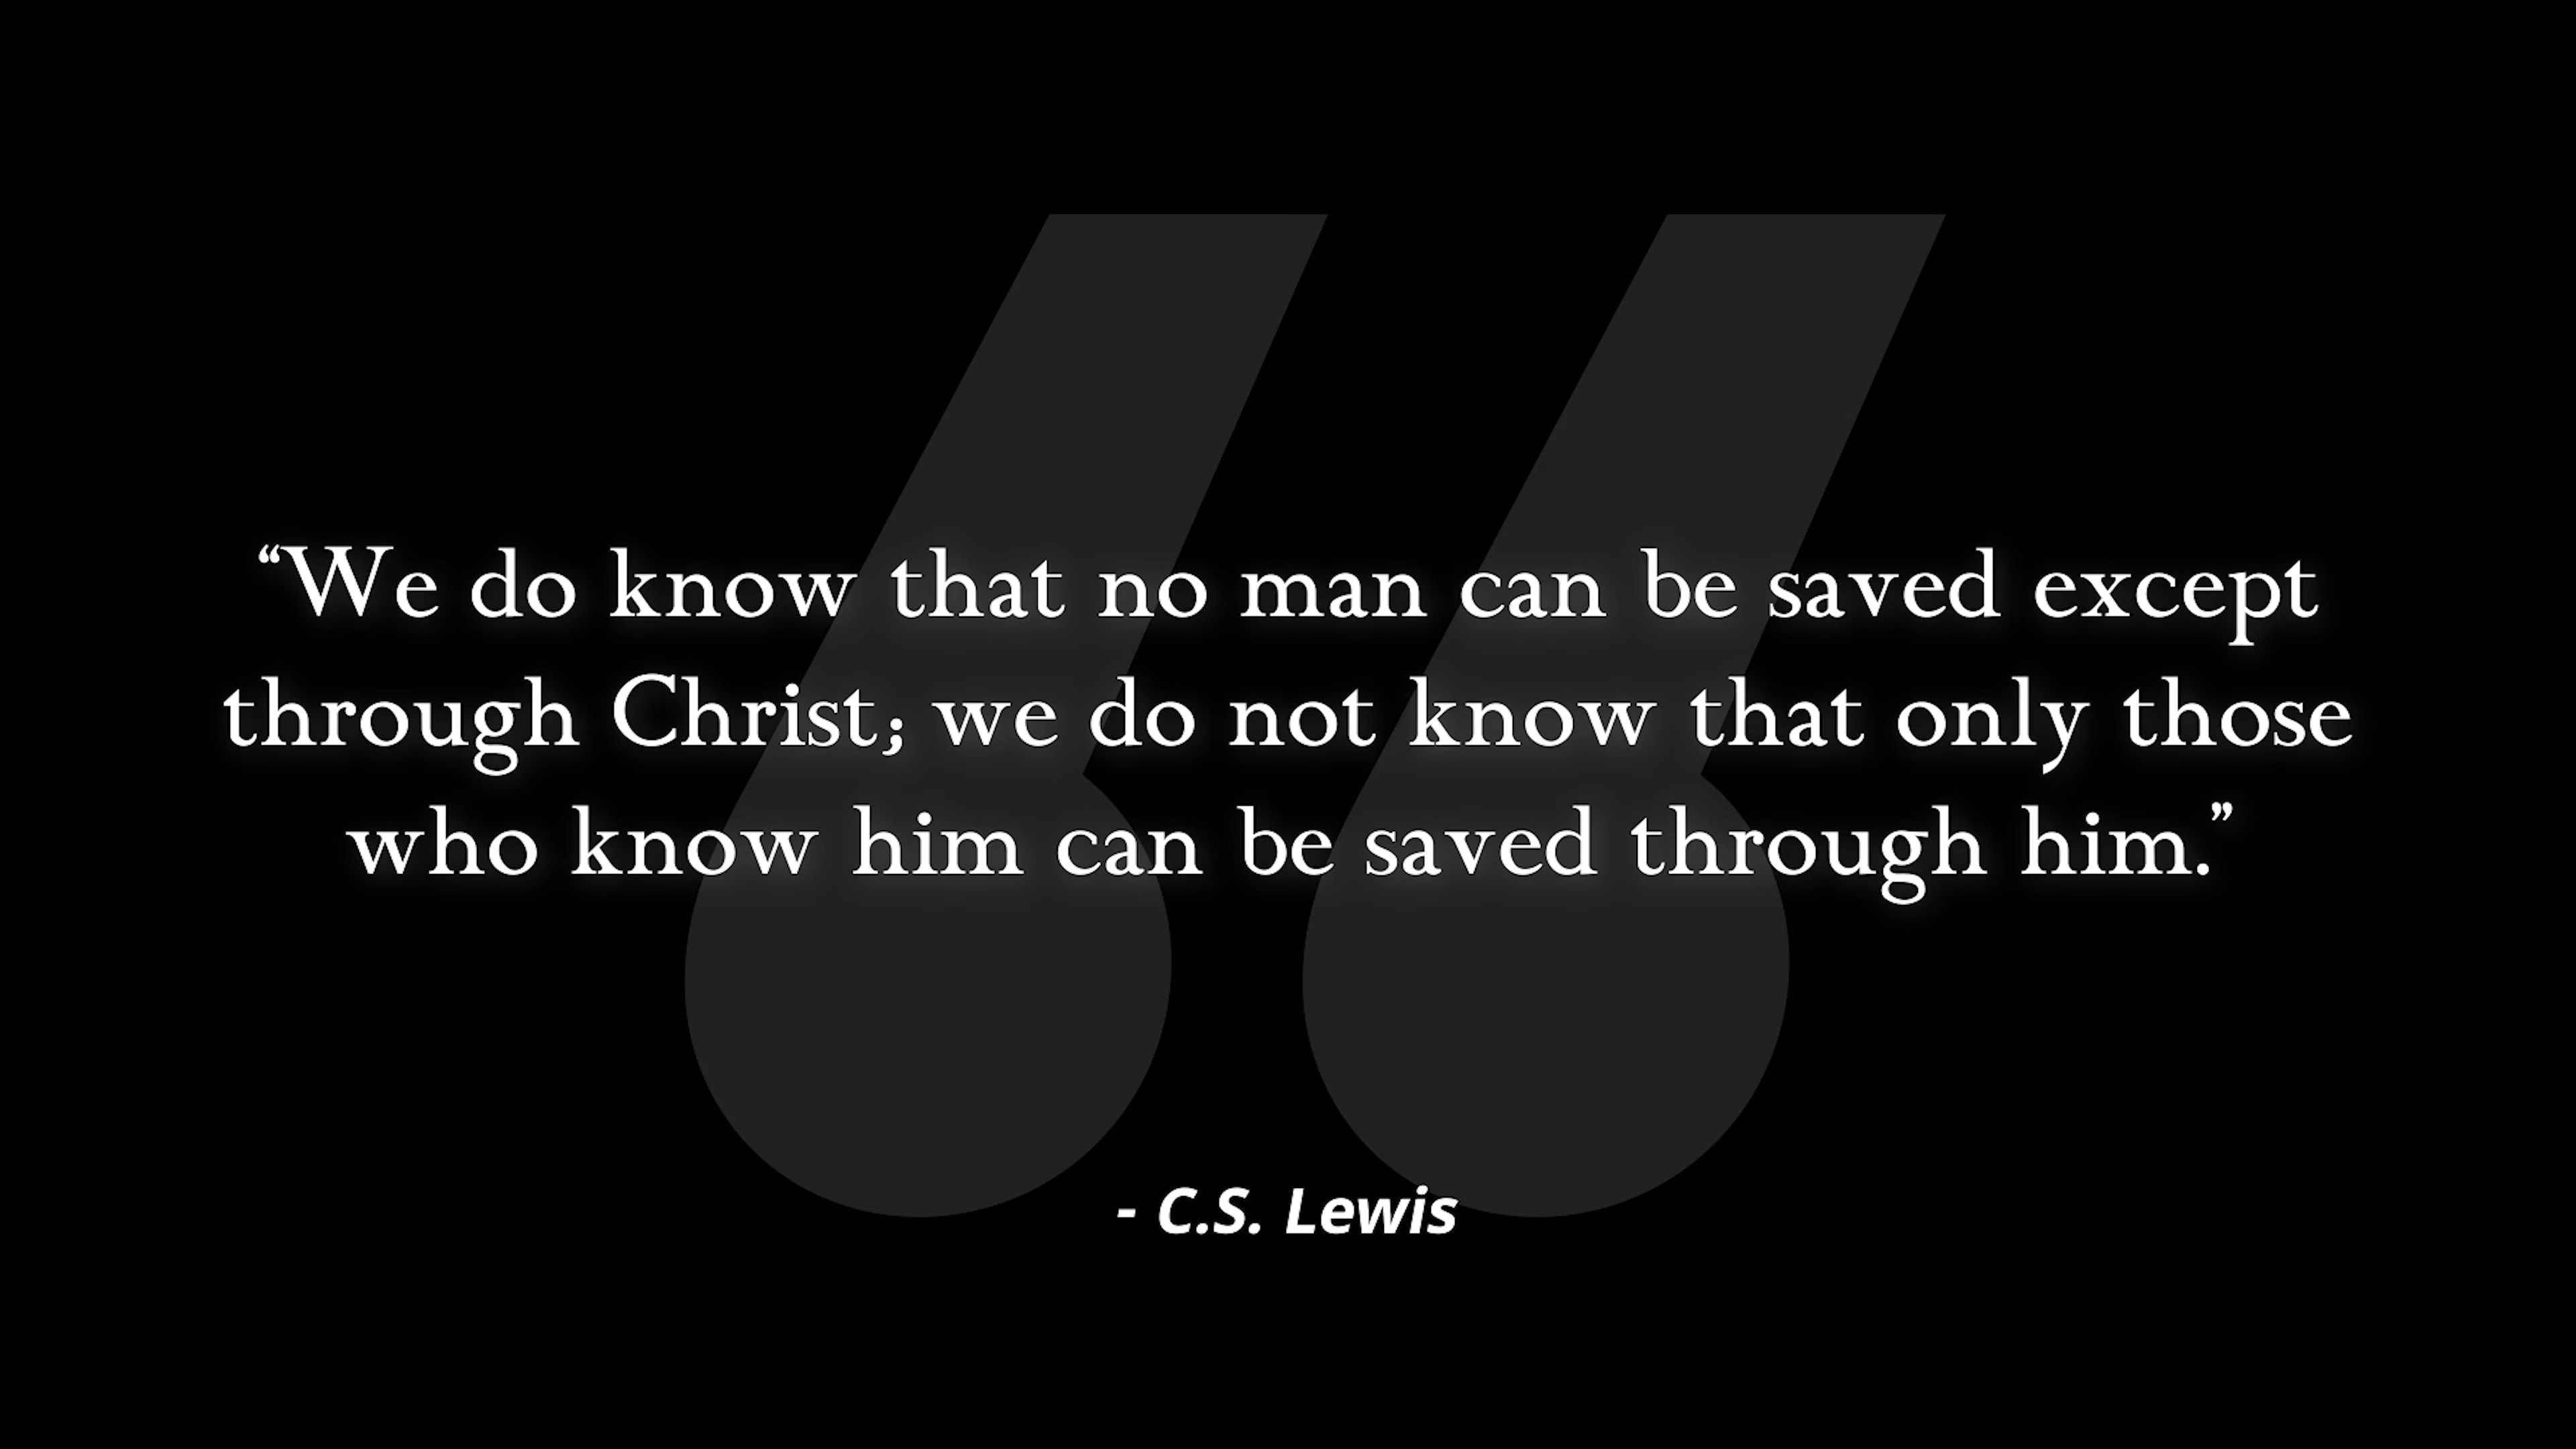 “We do know that no man can be saved except
through Christ; we do not know that only those
who know him can be saved through him.”
- C.S. Lewis